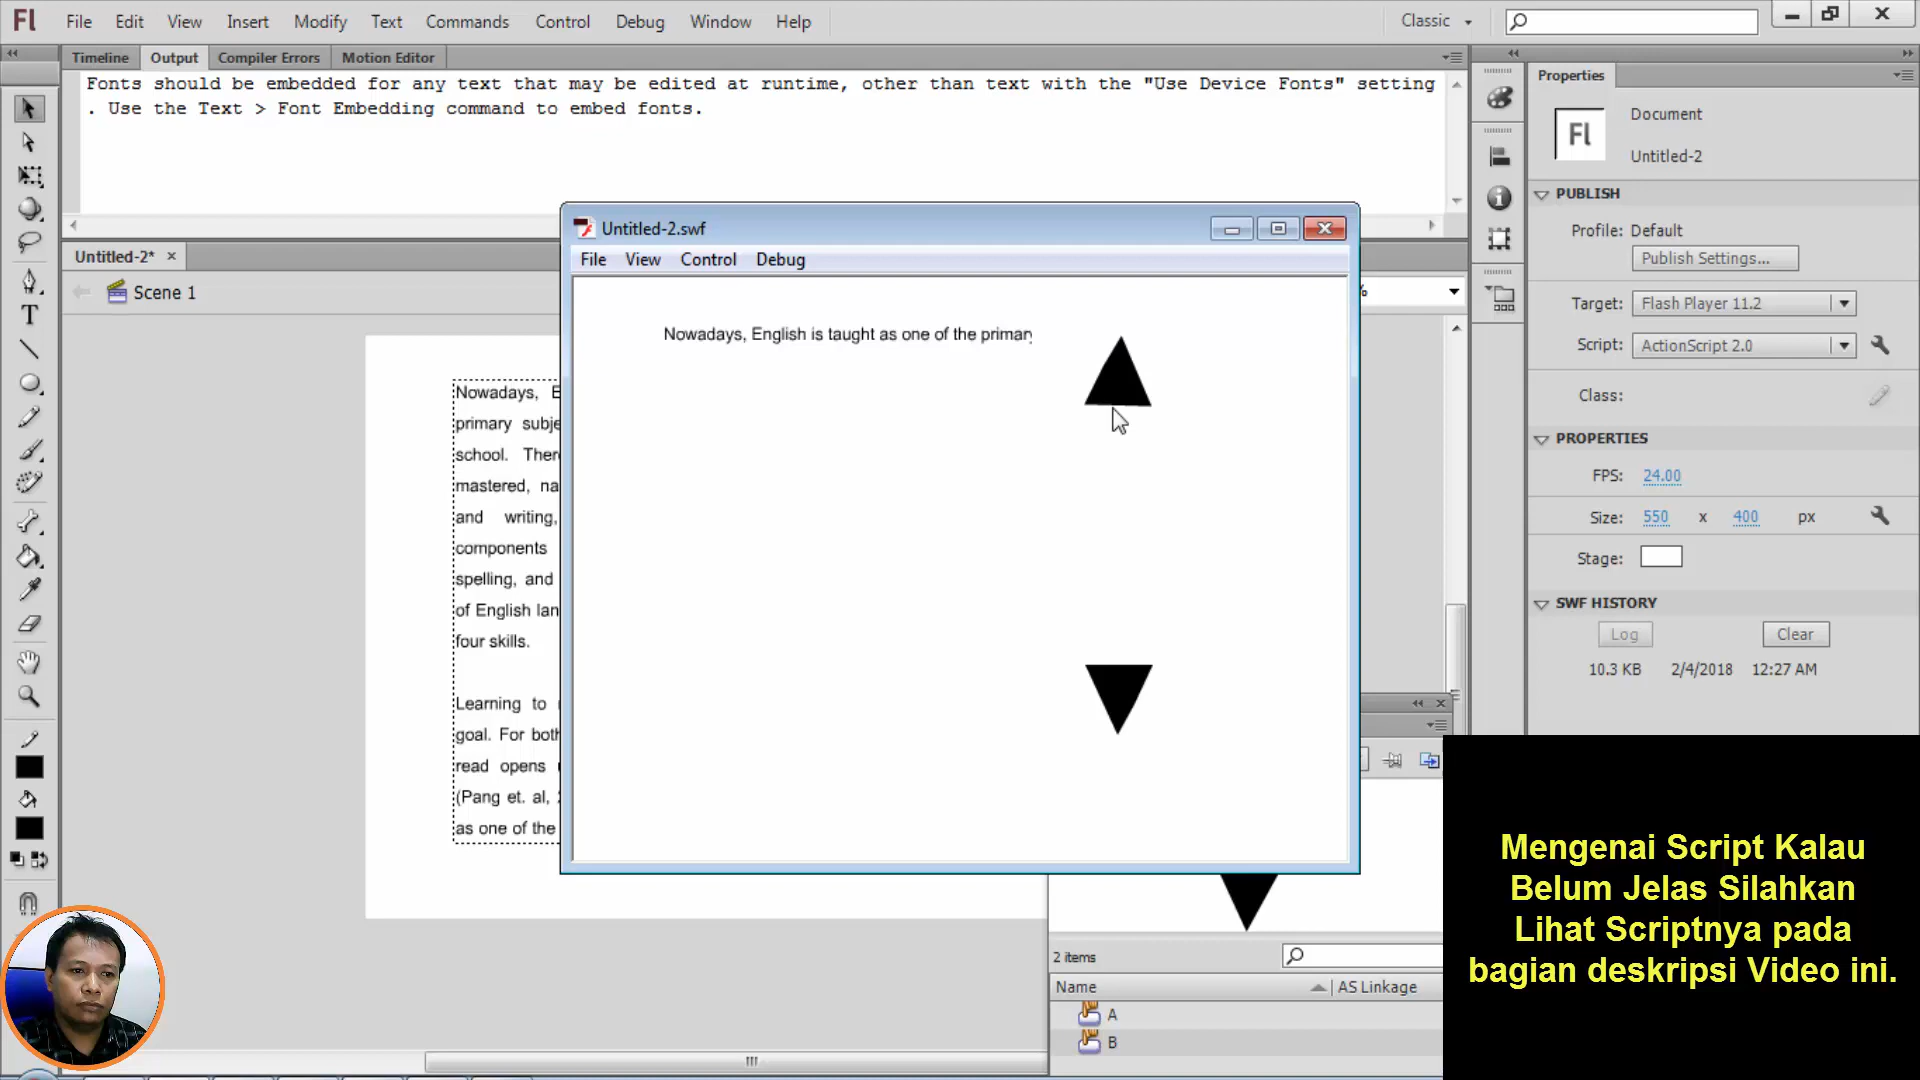 Fl File Edit View Insert Modify Text Commands Control Debug Window Help Classic
Timeline Output Compiler Errors Motion Editor
Fonts should be embedded for any text that may be edited at runtime, other than text with the "Use Device Fonts" setting
. Use the Text > Font Embedding command to embed fonts.
Untitled-2*
Scene 1
Nowadays,
primary
school.
mastered,
and writing,
components
spelling, and
of English
four skills.
Learning to
goal. For
read opens
(Pang et. al,
as one of the
Untitled-2.swf
File View Control Debug
%
Nowadays, English is taught as one of the primary
Properties
Fl
Document
Untitled-2
PUBLISH
Profile: Default
Publish Settings...
Target: Flash Player 11.2
Script: ActionScript 2.0
Class:
PROPERTIES
FPS: 24.00
Size: 550 x 400 px
Stage:
SWF HISTORY
Log Clear
10.3 KB 2/4/2018 12:27 AM
2 items
Name AS Linkage
A
B
Mengenai Script Kalau
Belum Jelas Silahkan
Lihat Scriptnya pada
bagian deskripsi Video ini.